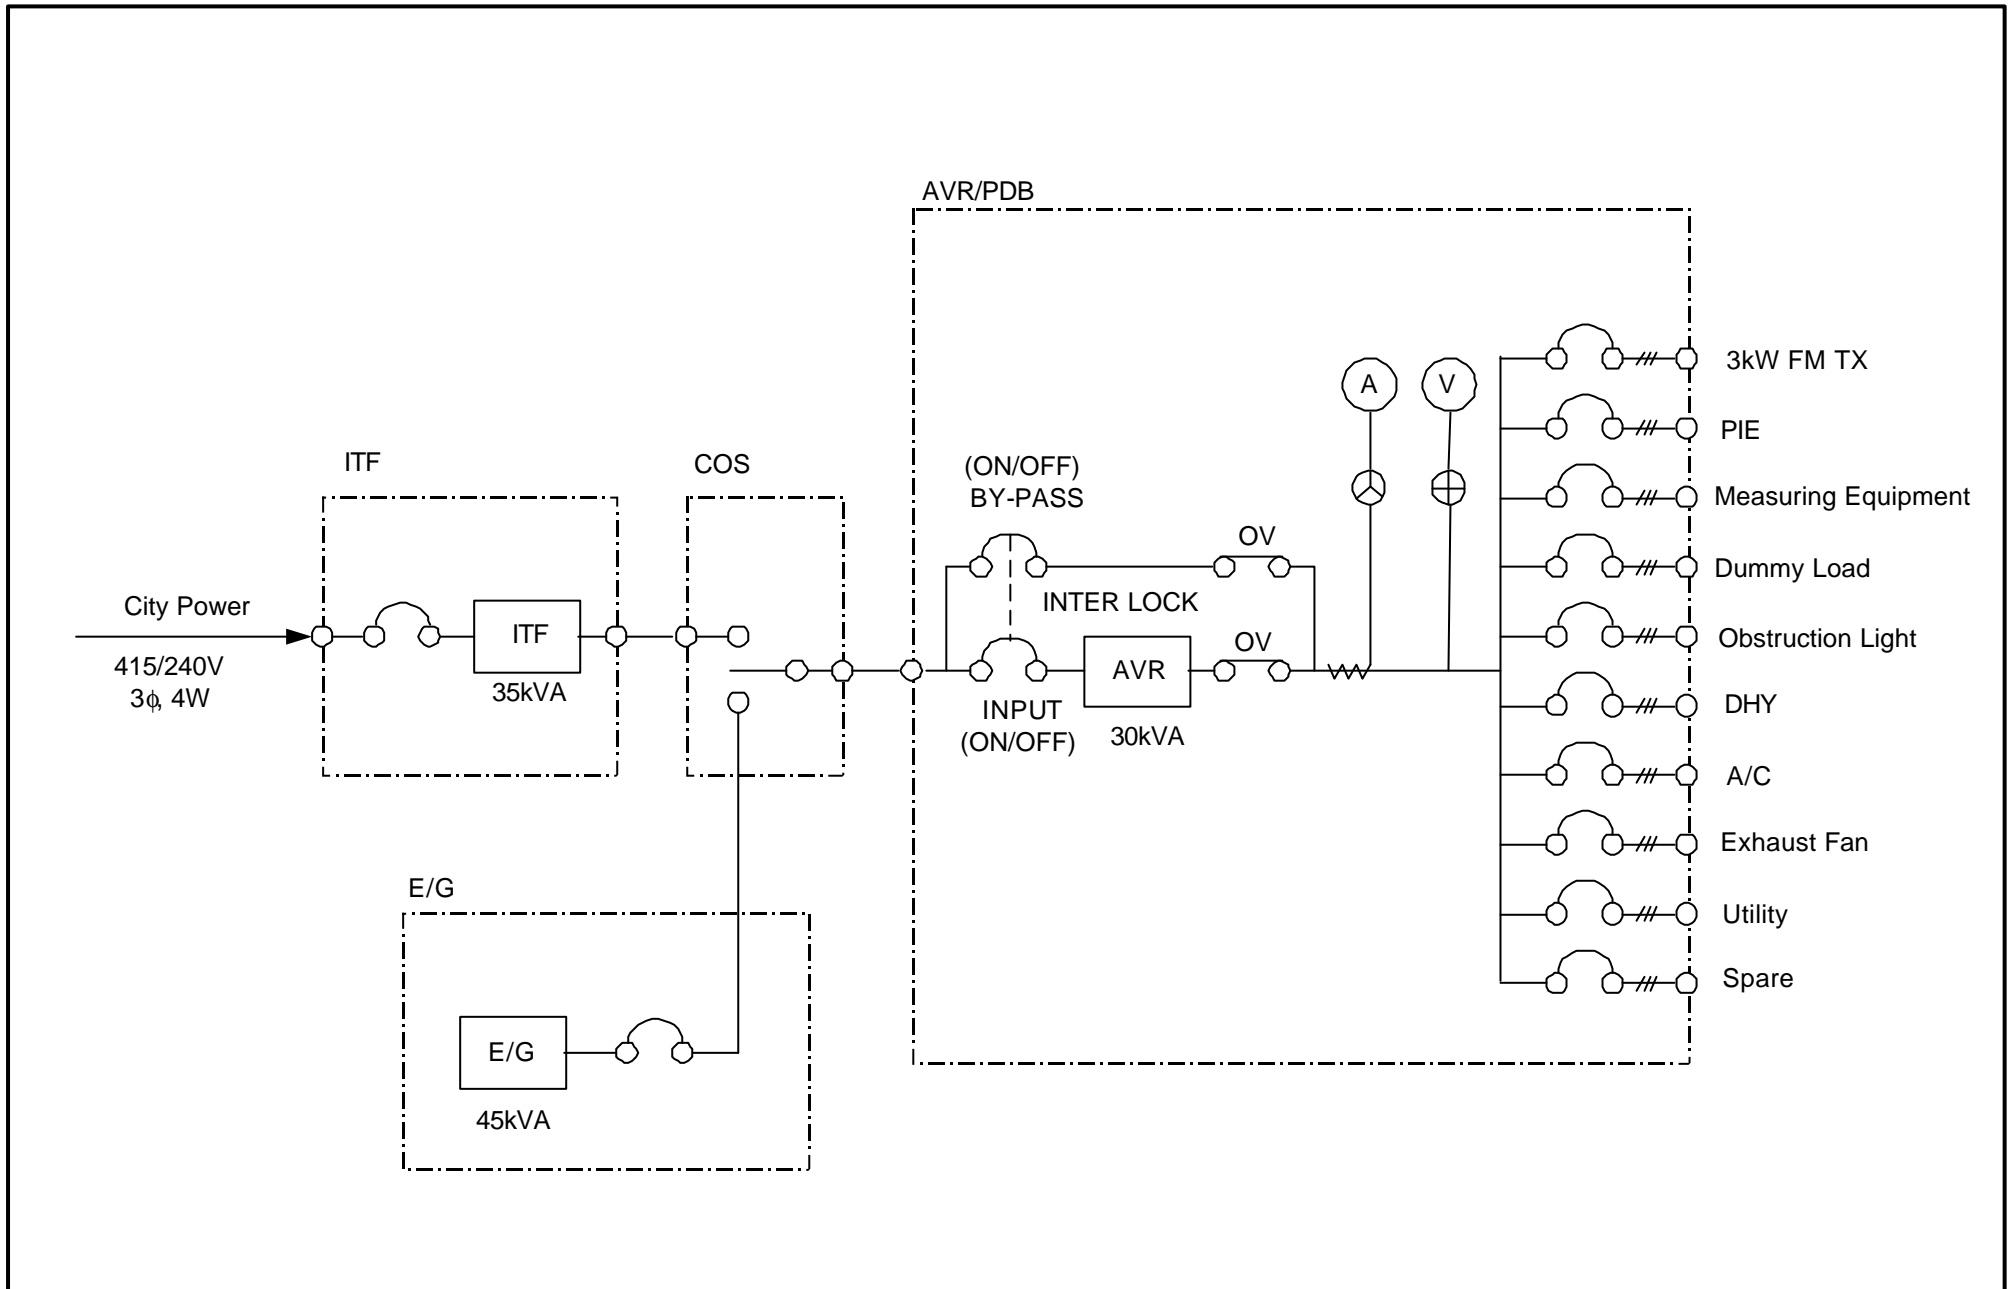 AVR/PDB
3kW FM TX
A
V
PIE
ITF
COS
(ON/OFF)
BY-PASS
Measuring Equipment
OV
Dummy Load
City Power
INTER LOCK
ITF
OV
Obstruction Light
415/240V
3ϕ, 4W
35kVA
AVR
INPUT
(ON/OFF)
30kVA
DHY
A/C
Exhaust Fan
E/G
Utility
Spare
E/G
45kVA